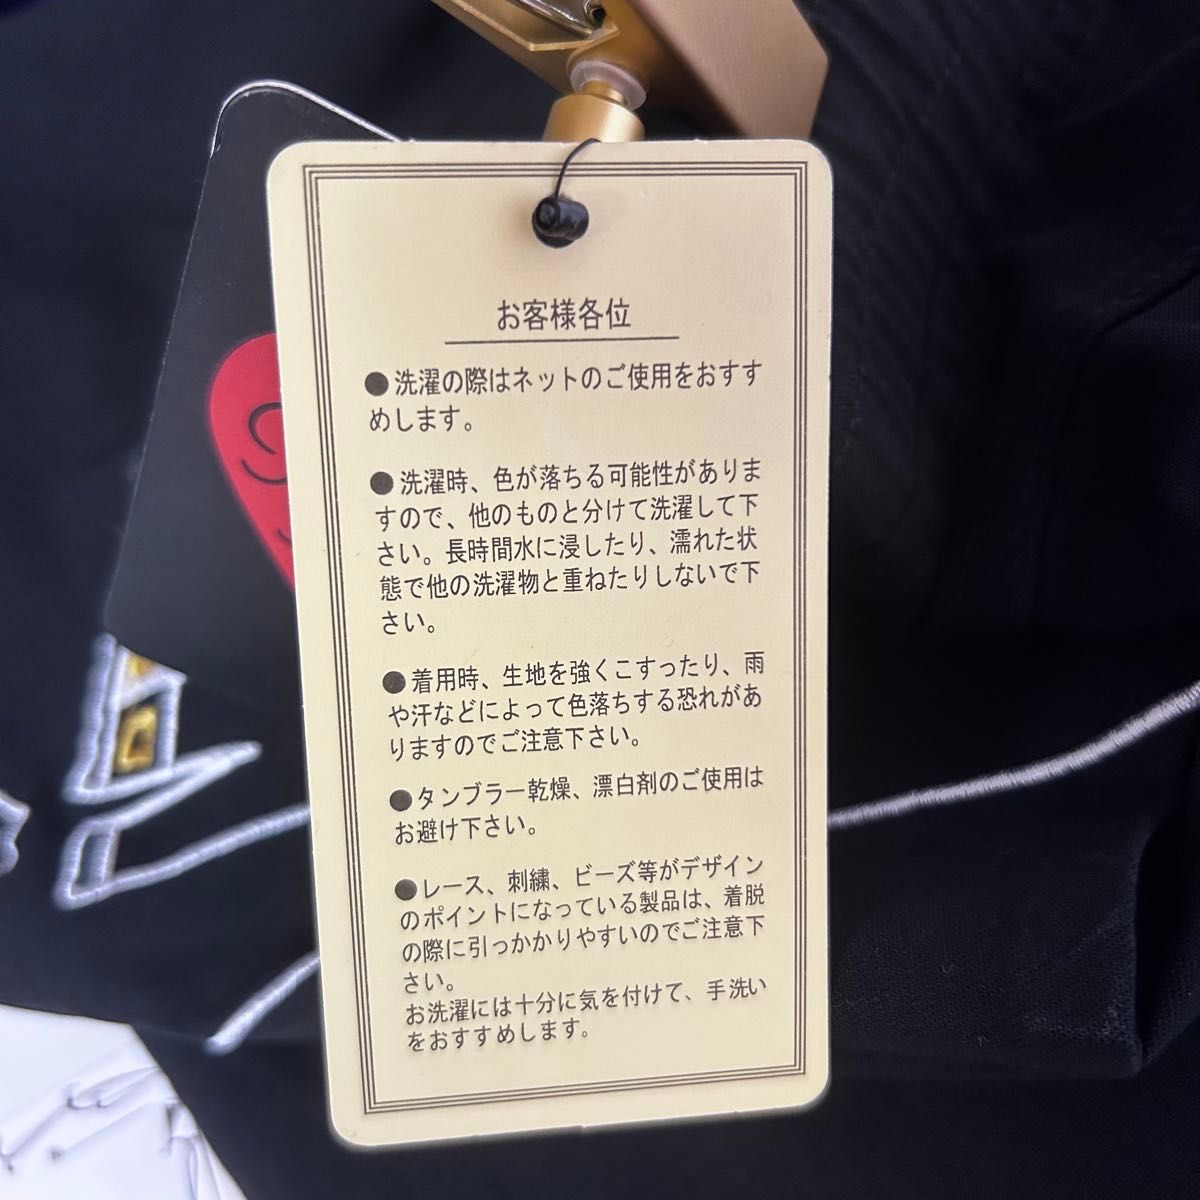 お客様各位
●洗濯の際はネットのご使用をおすす
めします。
●洗濯時、色が落ちる可能性がありま
すので、他のものと分けて洗濯して下
さい。長時間水に浸したり、濡れた状
態で他の洗濯物と重ねたりしないで下
さい。
●着用時、生地を強くこすったり、雨
や汗などによって色落ちする恐れがあ
りますのでご注意下さい。
●タンブラー乾燥、漂白剤のご使用は
お避け下さい。
●レース、刺繍、ビーズ等がデザイン
のポイントになっている製品は、着脱
の際に引っかかりやすいのでご注意下
さい。
お洗濯には十分に気を付けて、手洗い
をおすすめします。